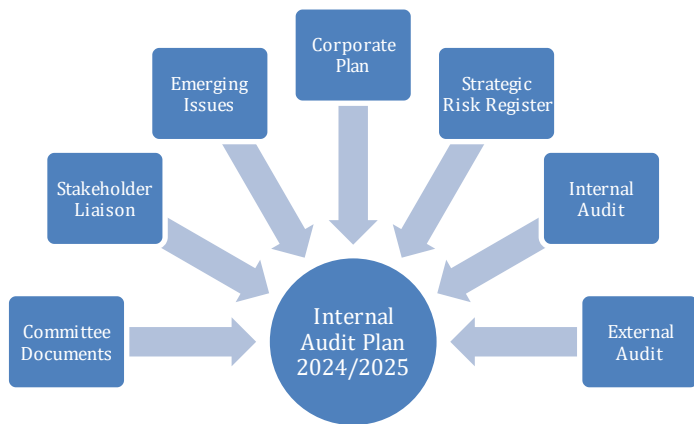 Corporate
Plan
Emerging
Issues
Strategic
Risk Register
Stakeholder
Liaison
Internal
Audit
Committee
Documents
Internal
Audit Plan
2024/2025
External
Audit